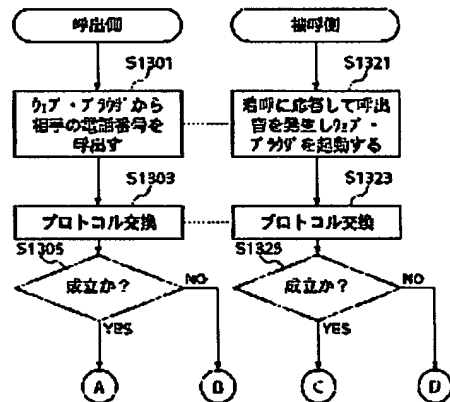 呼出側
被呼側
S1301
S1321
ウェブ・ブラウザから
相手の電話番号を
呼出す
着呼に応答して呼出
音を発生しウェブ・
ブラウザを起動する
S1303
S1323
プロトコル交換
プロトコル交換
S1305
S1325
成立か?
NO
成立か?
NO
YES
YES
A
B
C
D